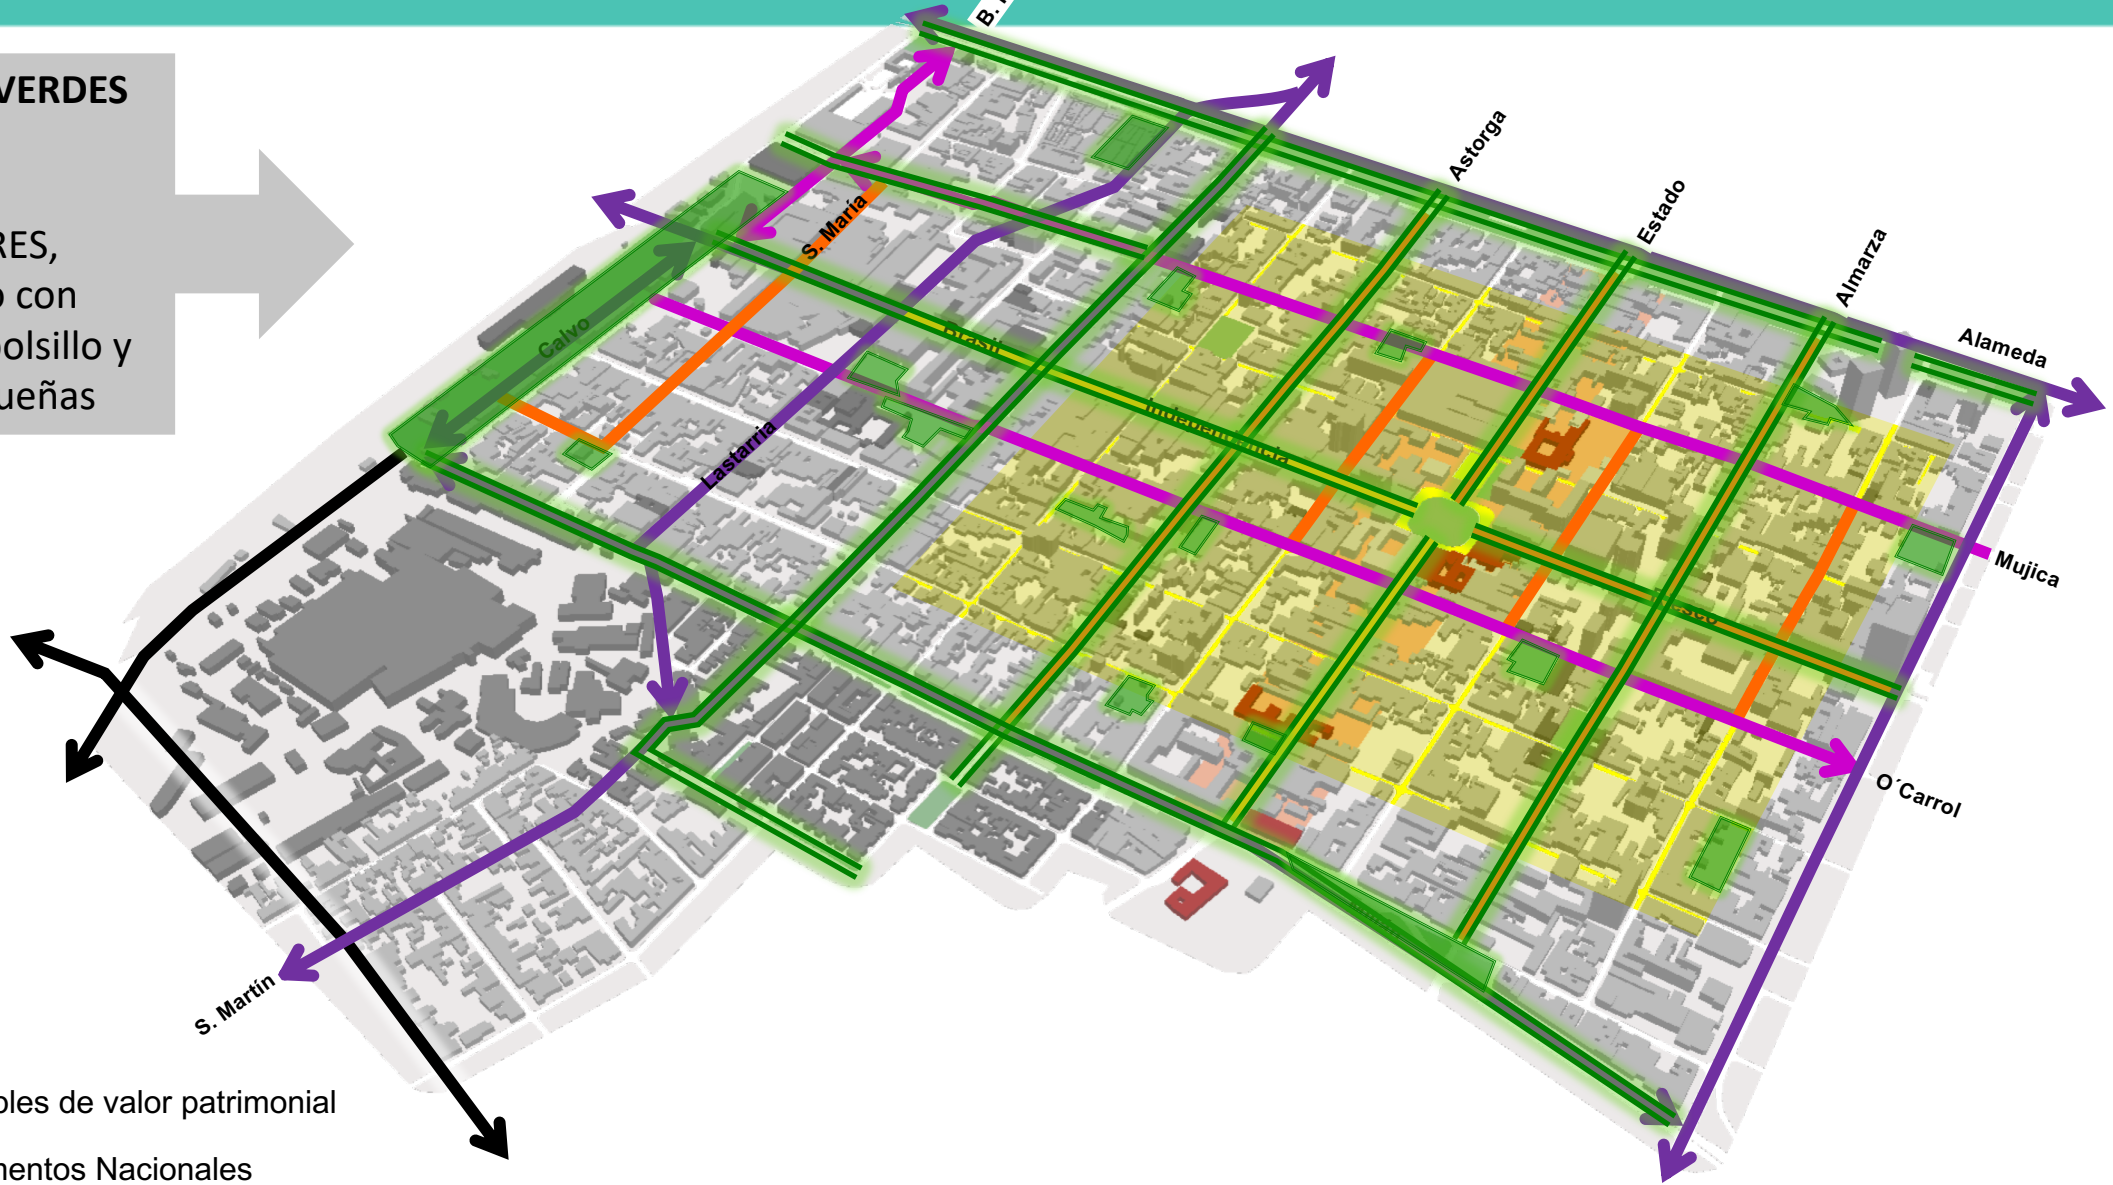 VERDES
RES,
o con
bolsillo y
ueñas
B.
Astorga
Estado
Almarza
Alameda
S. María
Calvo
Brasil
Independencia
Lastarria
Mujica
O´Carrol
S. Martín
bles de valor patrimonial
mentos Nacionales